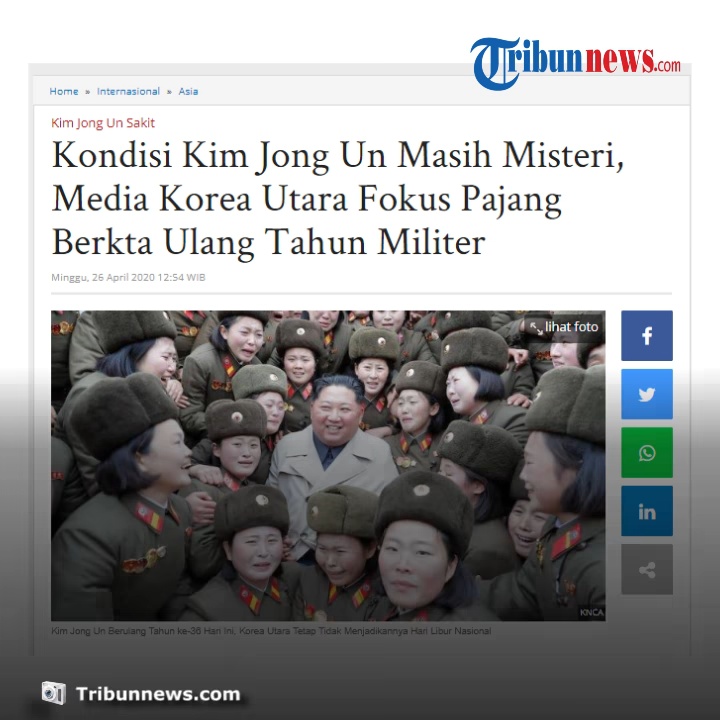 Tribunnews.com
Home » Internasional » Asia
Kim Jong Un Sakit
Kondisi Kim Jong Un Masih Misteri,
Media Korea Utara Fokus Pajang
Berkta Ulang Tahun Militer
Minggu, 26 April 2020 12:54 WIB
lihat foto
KNCA
Kim Jong Un Berulang Tahun ke-36 Hari Ini, Korea Utara Tetap Tidak Menjadikannya Hari Libur Nasional
Tribunnews.com